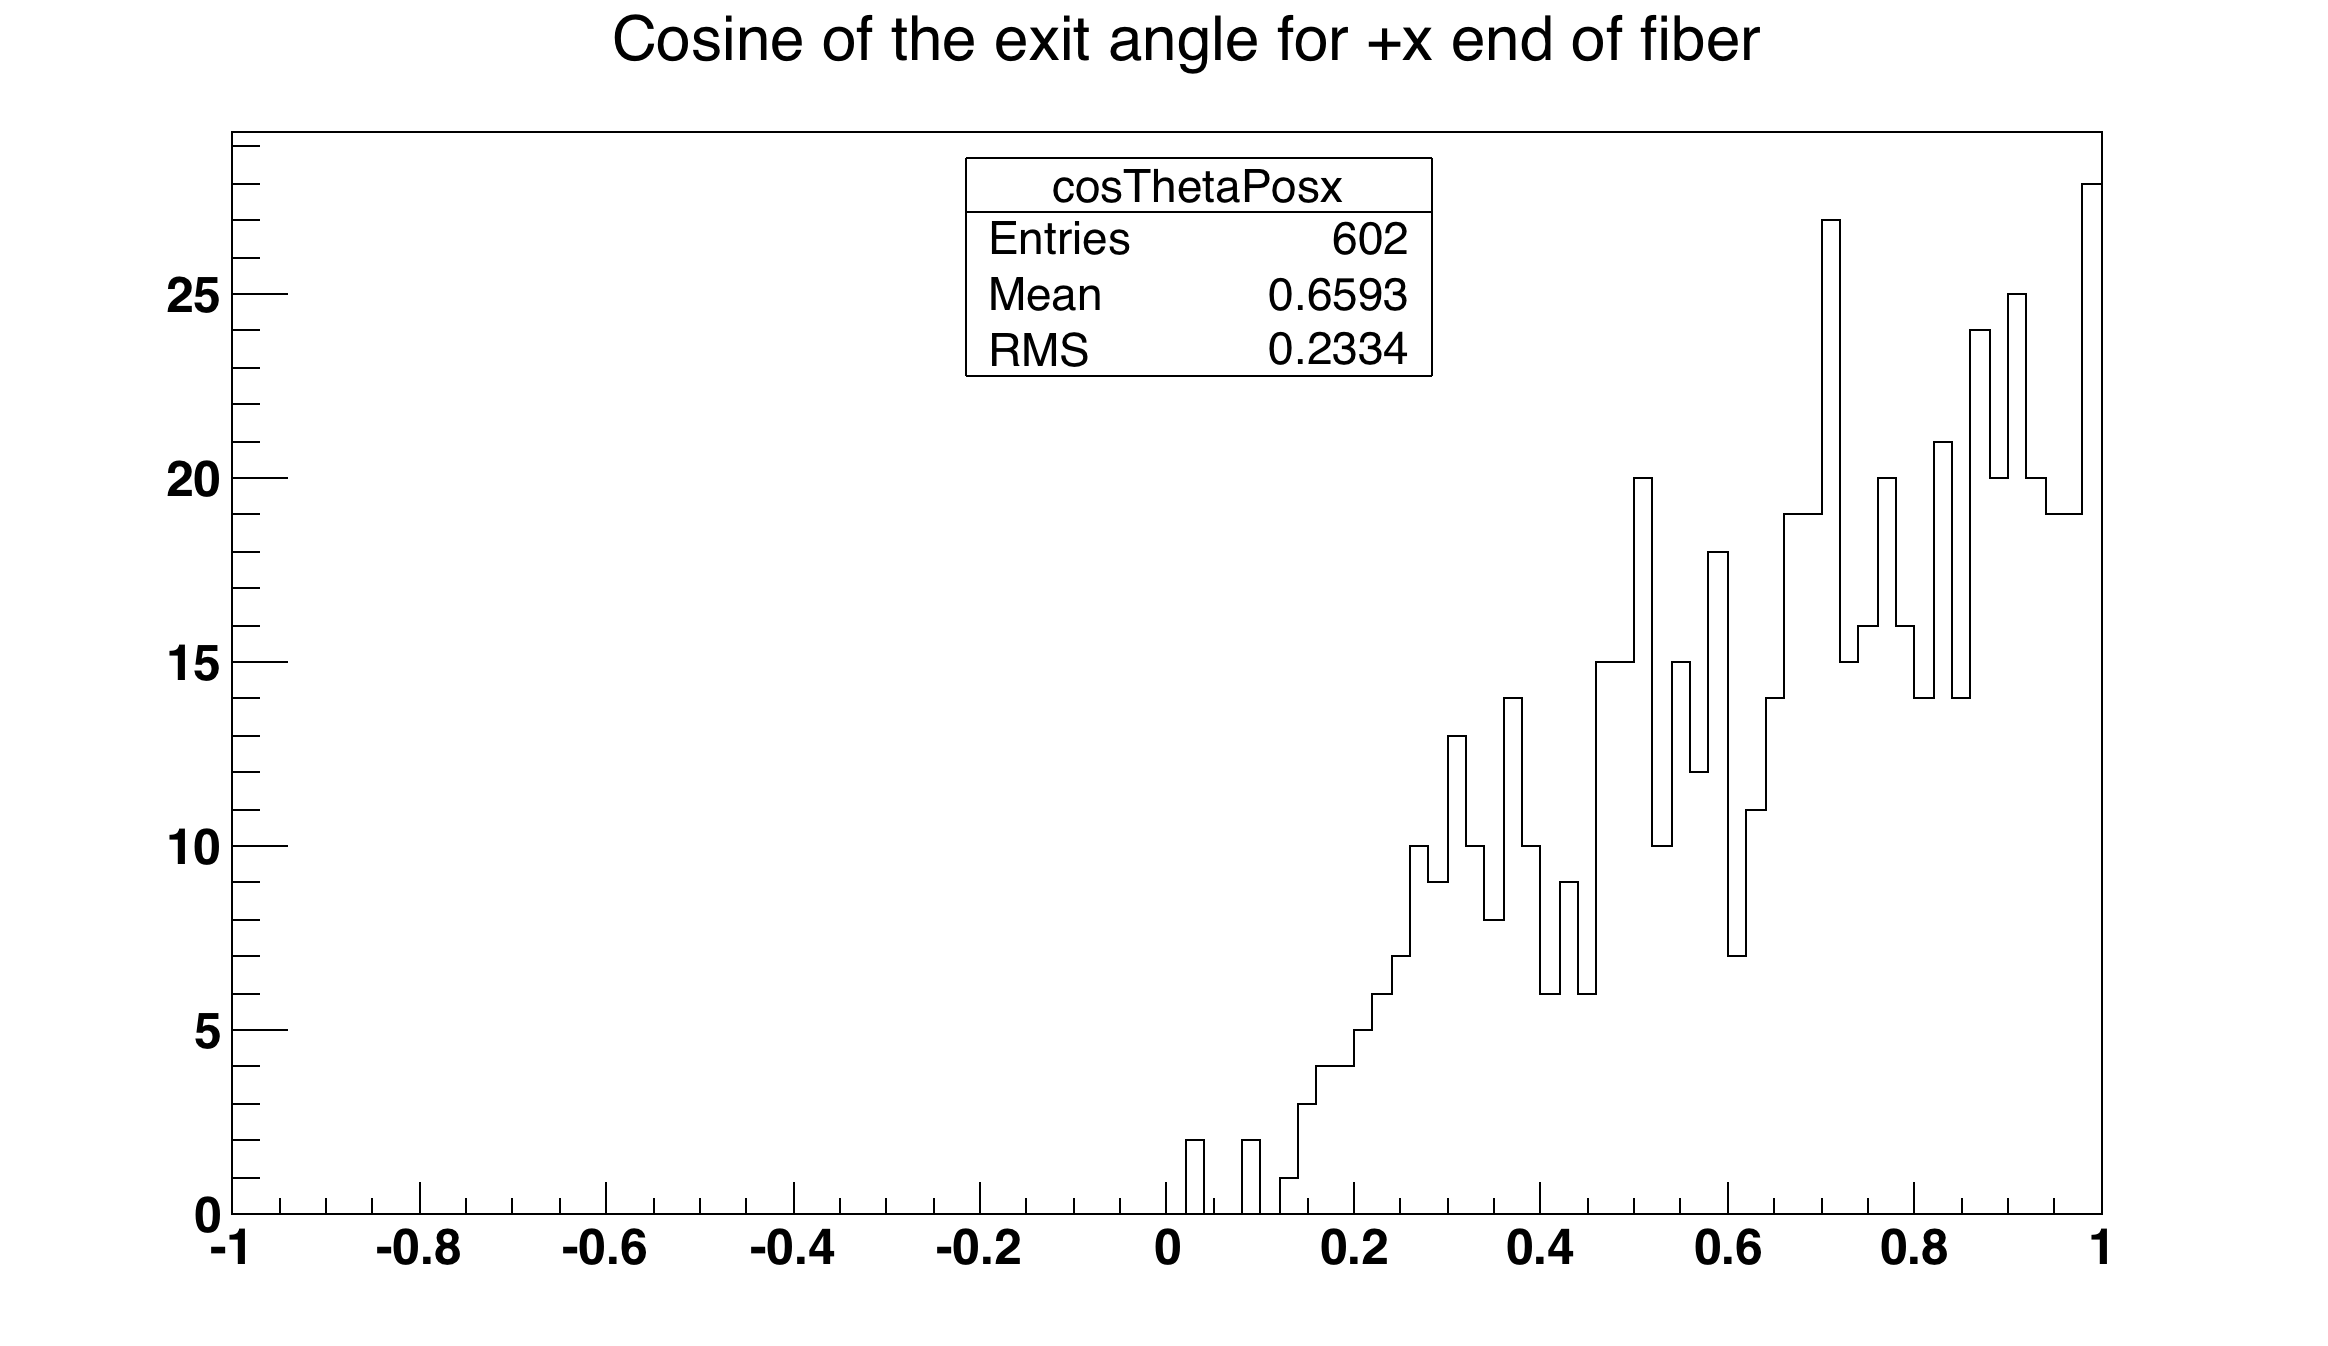 Cosine of the exit angle for +x end of fiber
cosThetaPosx
Entries 602
Mean 0.6593
RMS 0.2334
25
20
15
10
5
0
-1 -0.8 -0.6 -0.4 -0.2 0 0.2 0.4 0.6 0.8 1